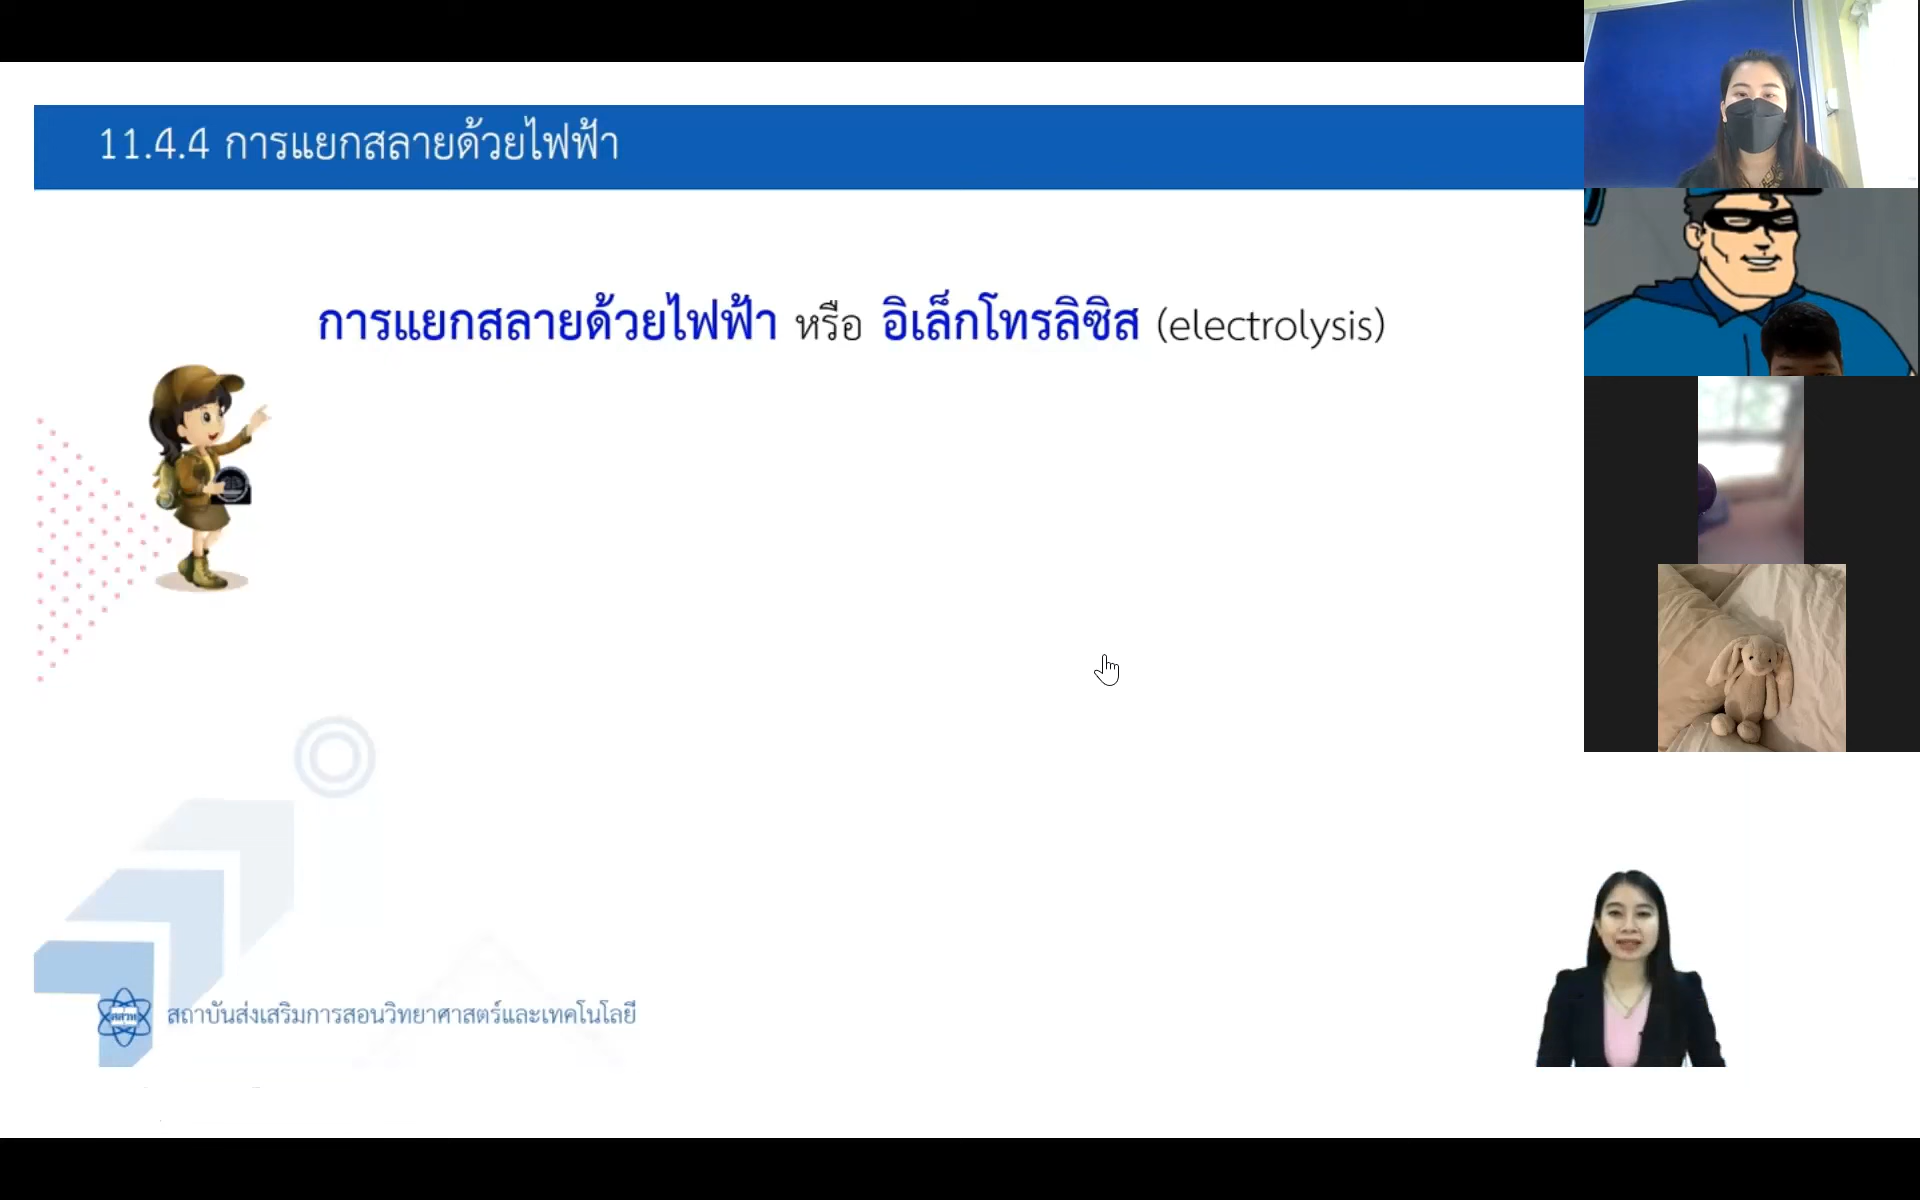 11.4.4 การแยกสลายด้วยไฟฟ้า
การแยกสลายด้วยไฟฟ้า หรือ อิเล็กโทรลิซิส (electrolysis)
สสวท
สถาบันส่งเสริมการสอนวิทยาศาสตร์และเทคโนโลยี